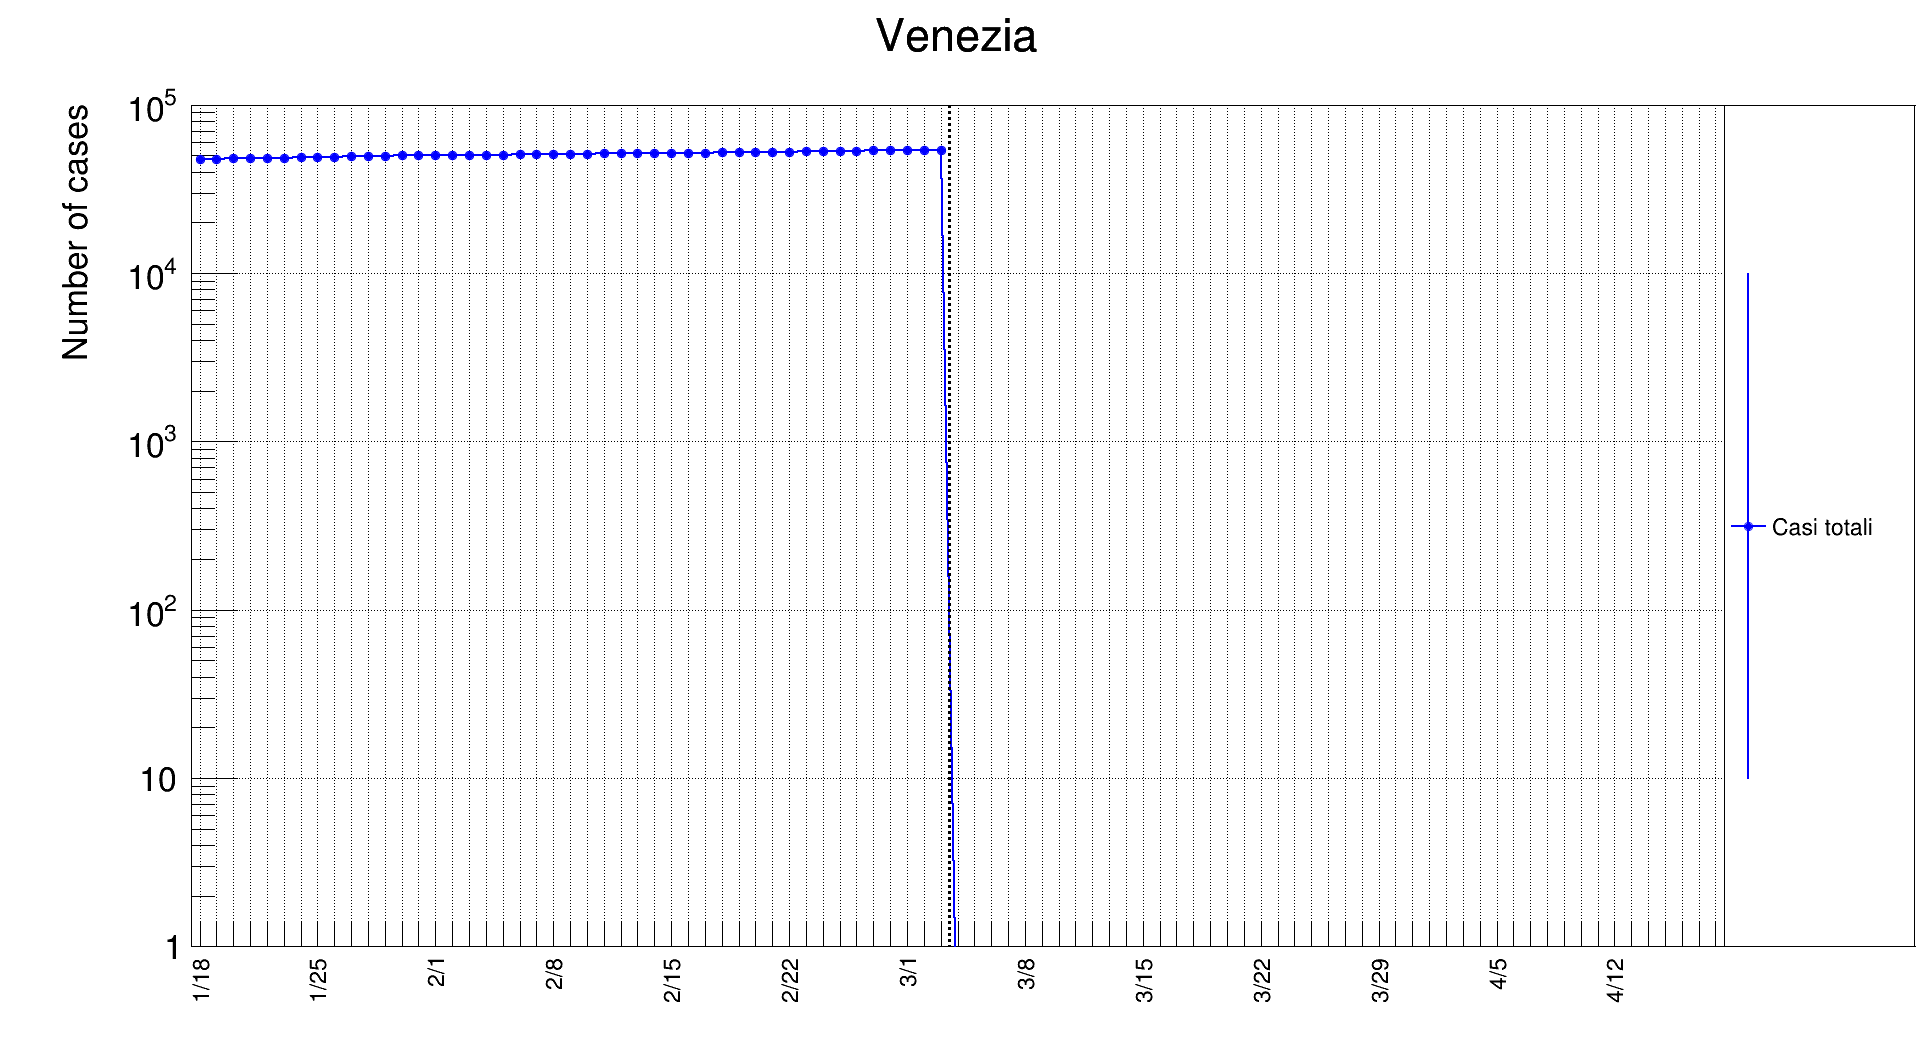 Venezia
Number of cases
10^5
10^4
10^3
10^2
10
1
1/18 1/25 2/1 2/8 2/15 2/22 3/1 3/8 3/15 3/22 3/29 4/5 4/12
Casi totali